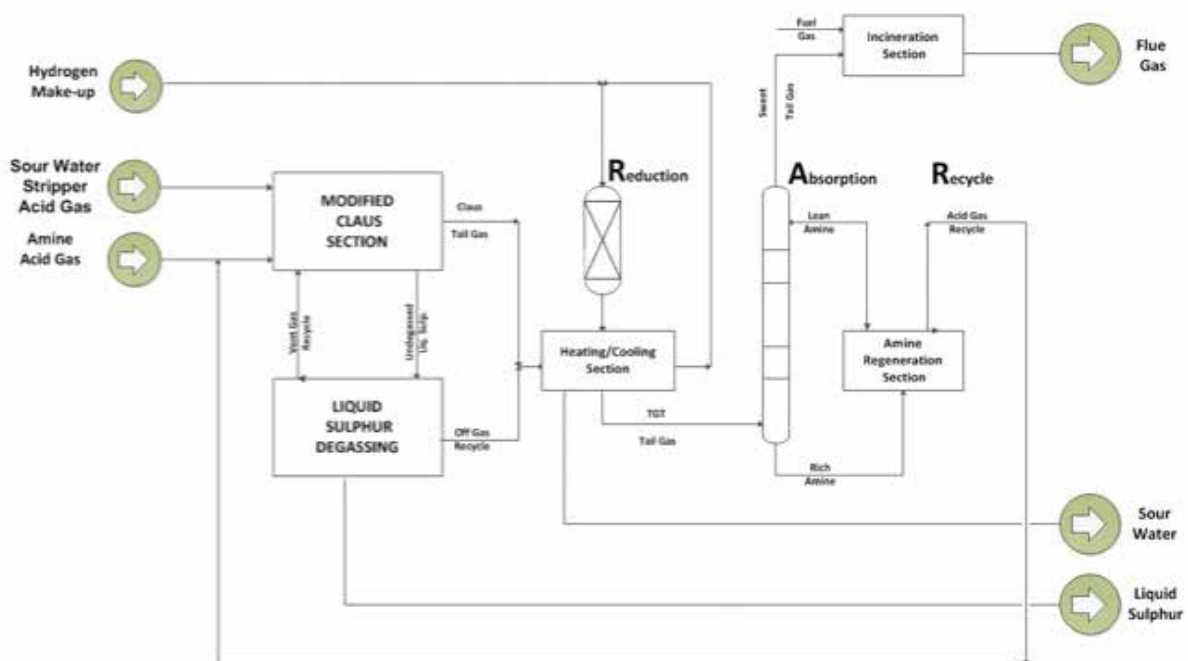 Fuel
Gas
Incineration
Section
Flue
Gas
Hydrogen
Make-up
Sweet
Tail Gas
Sour Water
Stripper
Acid Gas
MODIFIED
CLAUS
SECTION
Claus
Tail Gas
Reduction
Absorption
Recycle
Lean
Amine
Acid Gas
Recycle
Amine
Acid Gas
Vent Gas
Recycle
Undegassed
Liq. Sulp.
Heating/Cooling
Section
Amine
Regeneration
Section
LIQUID
SULPHUR
DEGASSING
Off Gas
Recycle
TGT
Tail Gas
Rich
Amine
Sour
Water
Liquid
Sulphur